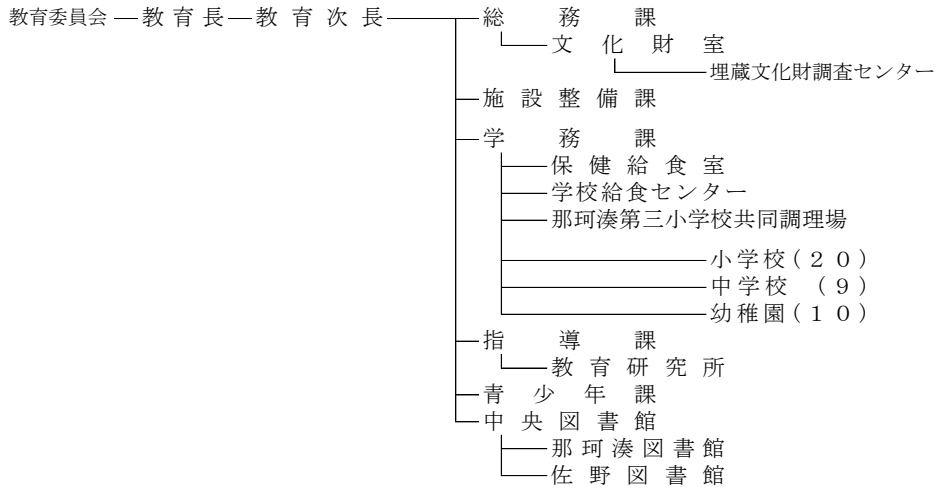 教育委員会 教育長 教育次長 総務課
文化財室
埋蔵文化財調査センター
施設整備課
学務課
保健給食室
学校給食センター
那珂湊第三小学校共同調理場
小学校(20)
中学校 (9)
幼稚園(10)
指導課
教育研究所
青少年課
中央図書館
那珂湊図書館
佐野図書館